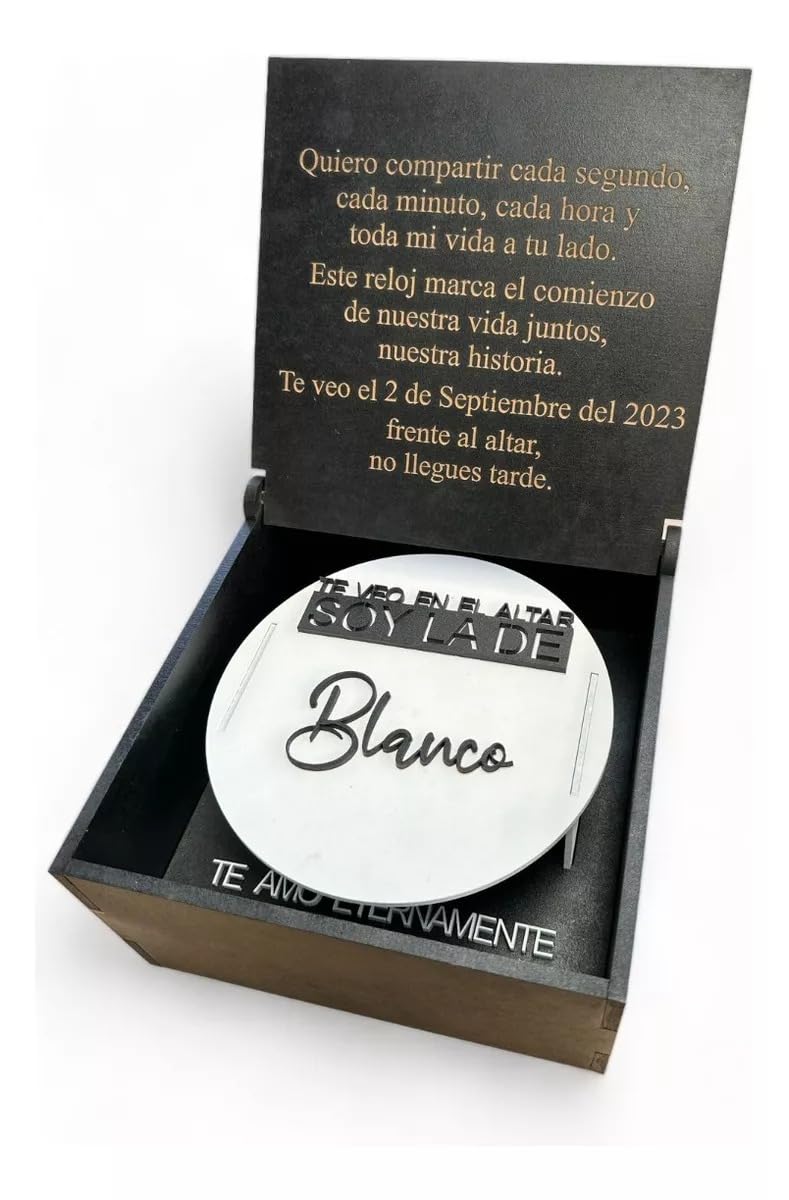 Quiero compartir cada segundo,
cada minuto, cada hora y
toda mi vida a tu lado.
Este reloj marca el comienzo
de nuestra vida juntos,
nuestra historia.
Te veo el 2 de Septiembre del 2023
frente al altar,
no llegues tarde.
TE VEO EN EL ALTAR
SOY LA DE
Blanco
TE AMO ETERNAMENTE